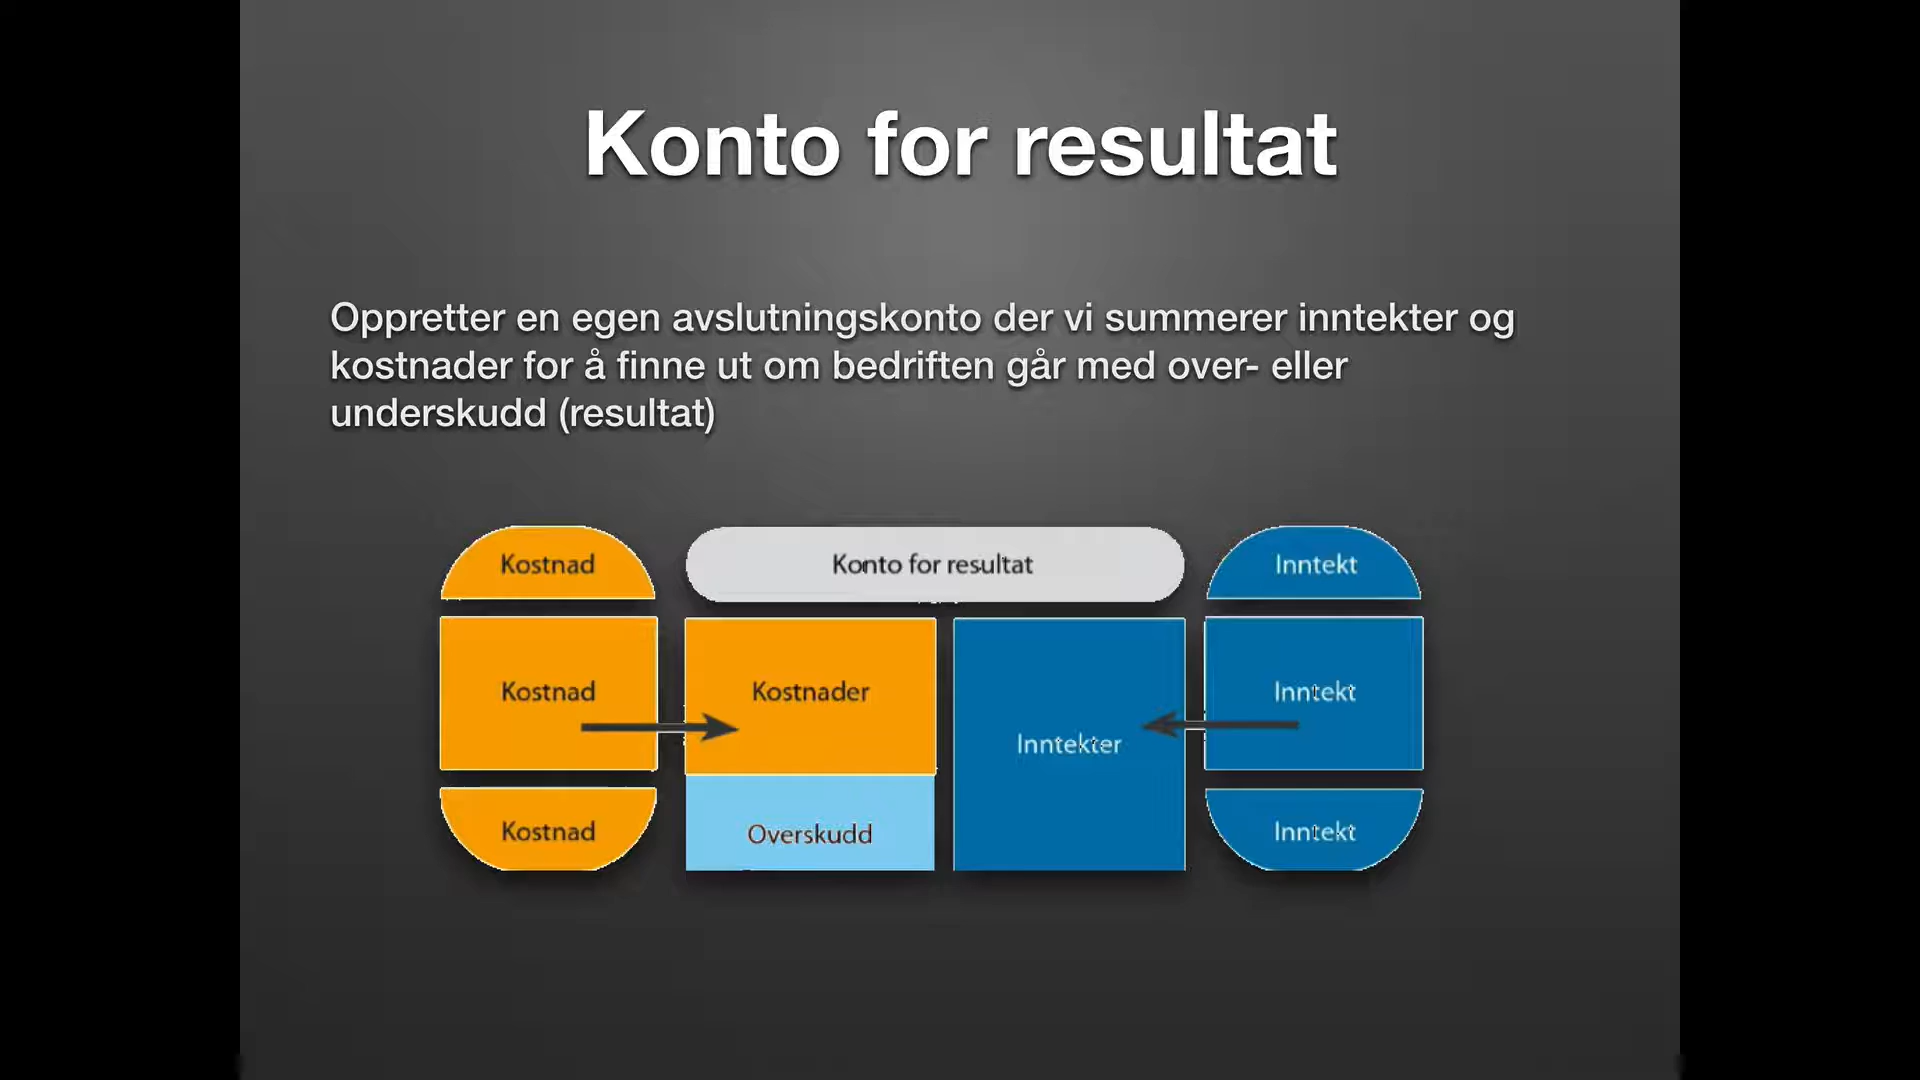 Konto for resultat
Oppretter en egen avslutningskonto der vi summerer inntekter og
kostnader for å finne ut om bedriften går med over- eller
underskudd (resultat)
Kostnad
Konto for resultat
Inntekt
Kostnad
Kostnader
Inntekter
Inntekt
Kostnad
Overskudd
Inntekt